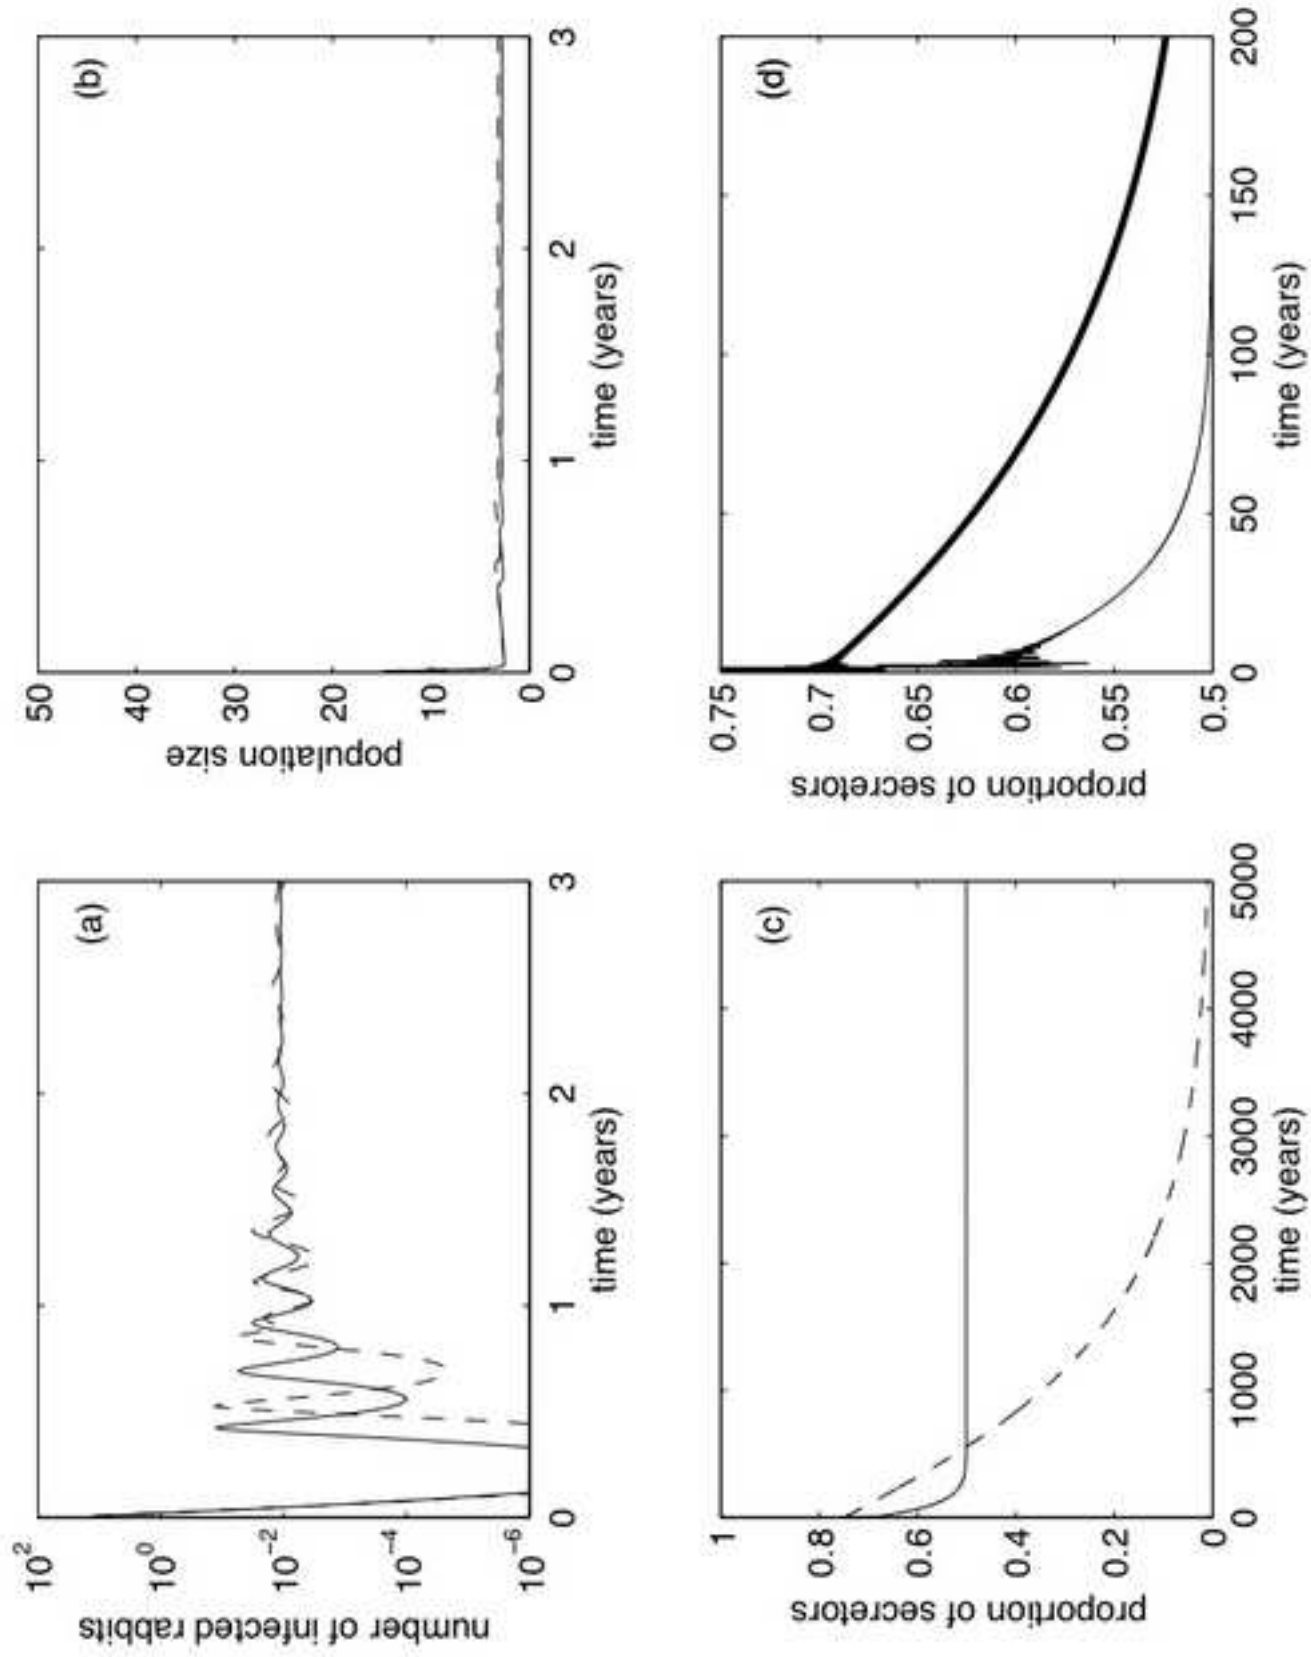 (a)
number of infected rabbits
10^2
10^0
10^-2
10^-4
10^-6
0 1 2 3
time (years)
(b)
population size
50
40
30
20
10
0
0 1 2 3
time (years)
(c)
proportion of secretors
1
0.8
0.6
0.4
0.2
0
0 1000 2000 3000 4000 5000
time (years)
(d)
proportion of secretors
0.75
0.7
0.65
0.6
0.55
0.5
0 50 100 150 200
time (years)